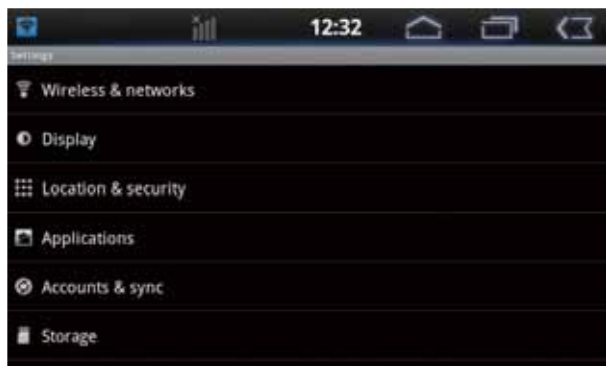 12:32
Settings
Wireless & networks
Display
Location & security
Applications
Accounts & sync
Storage